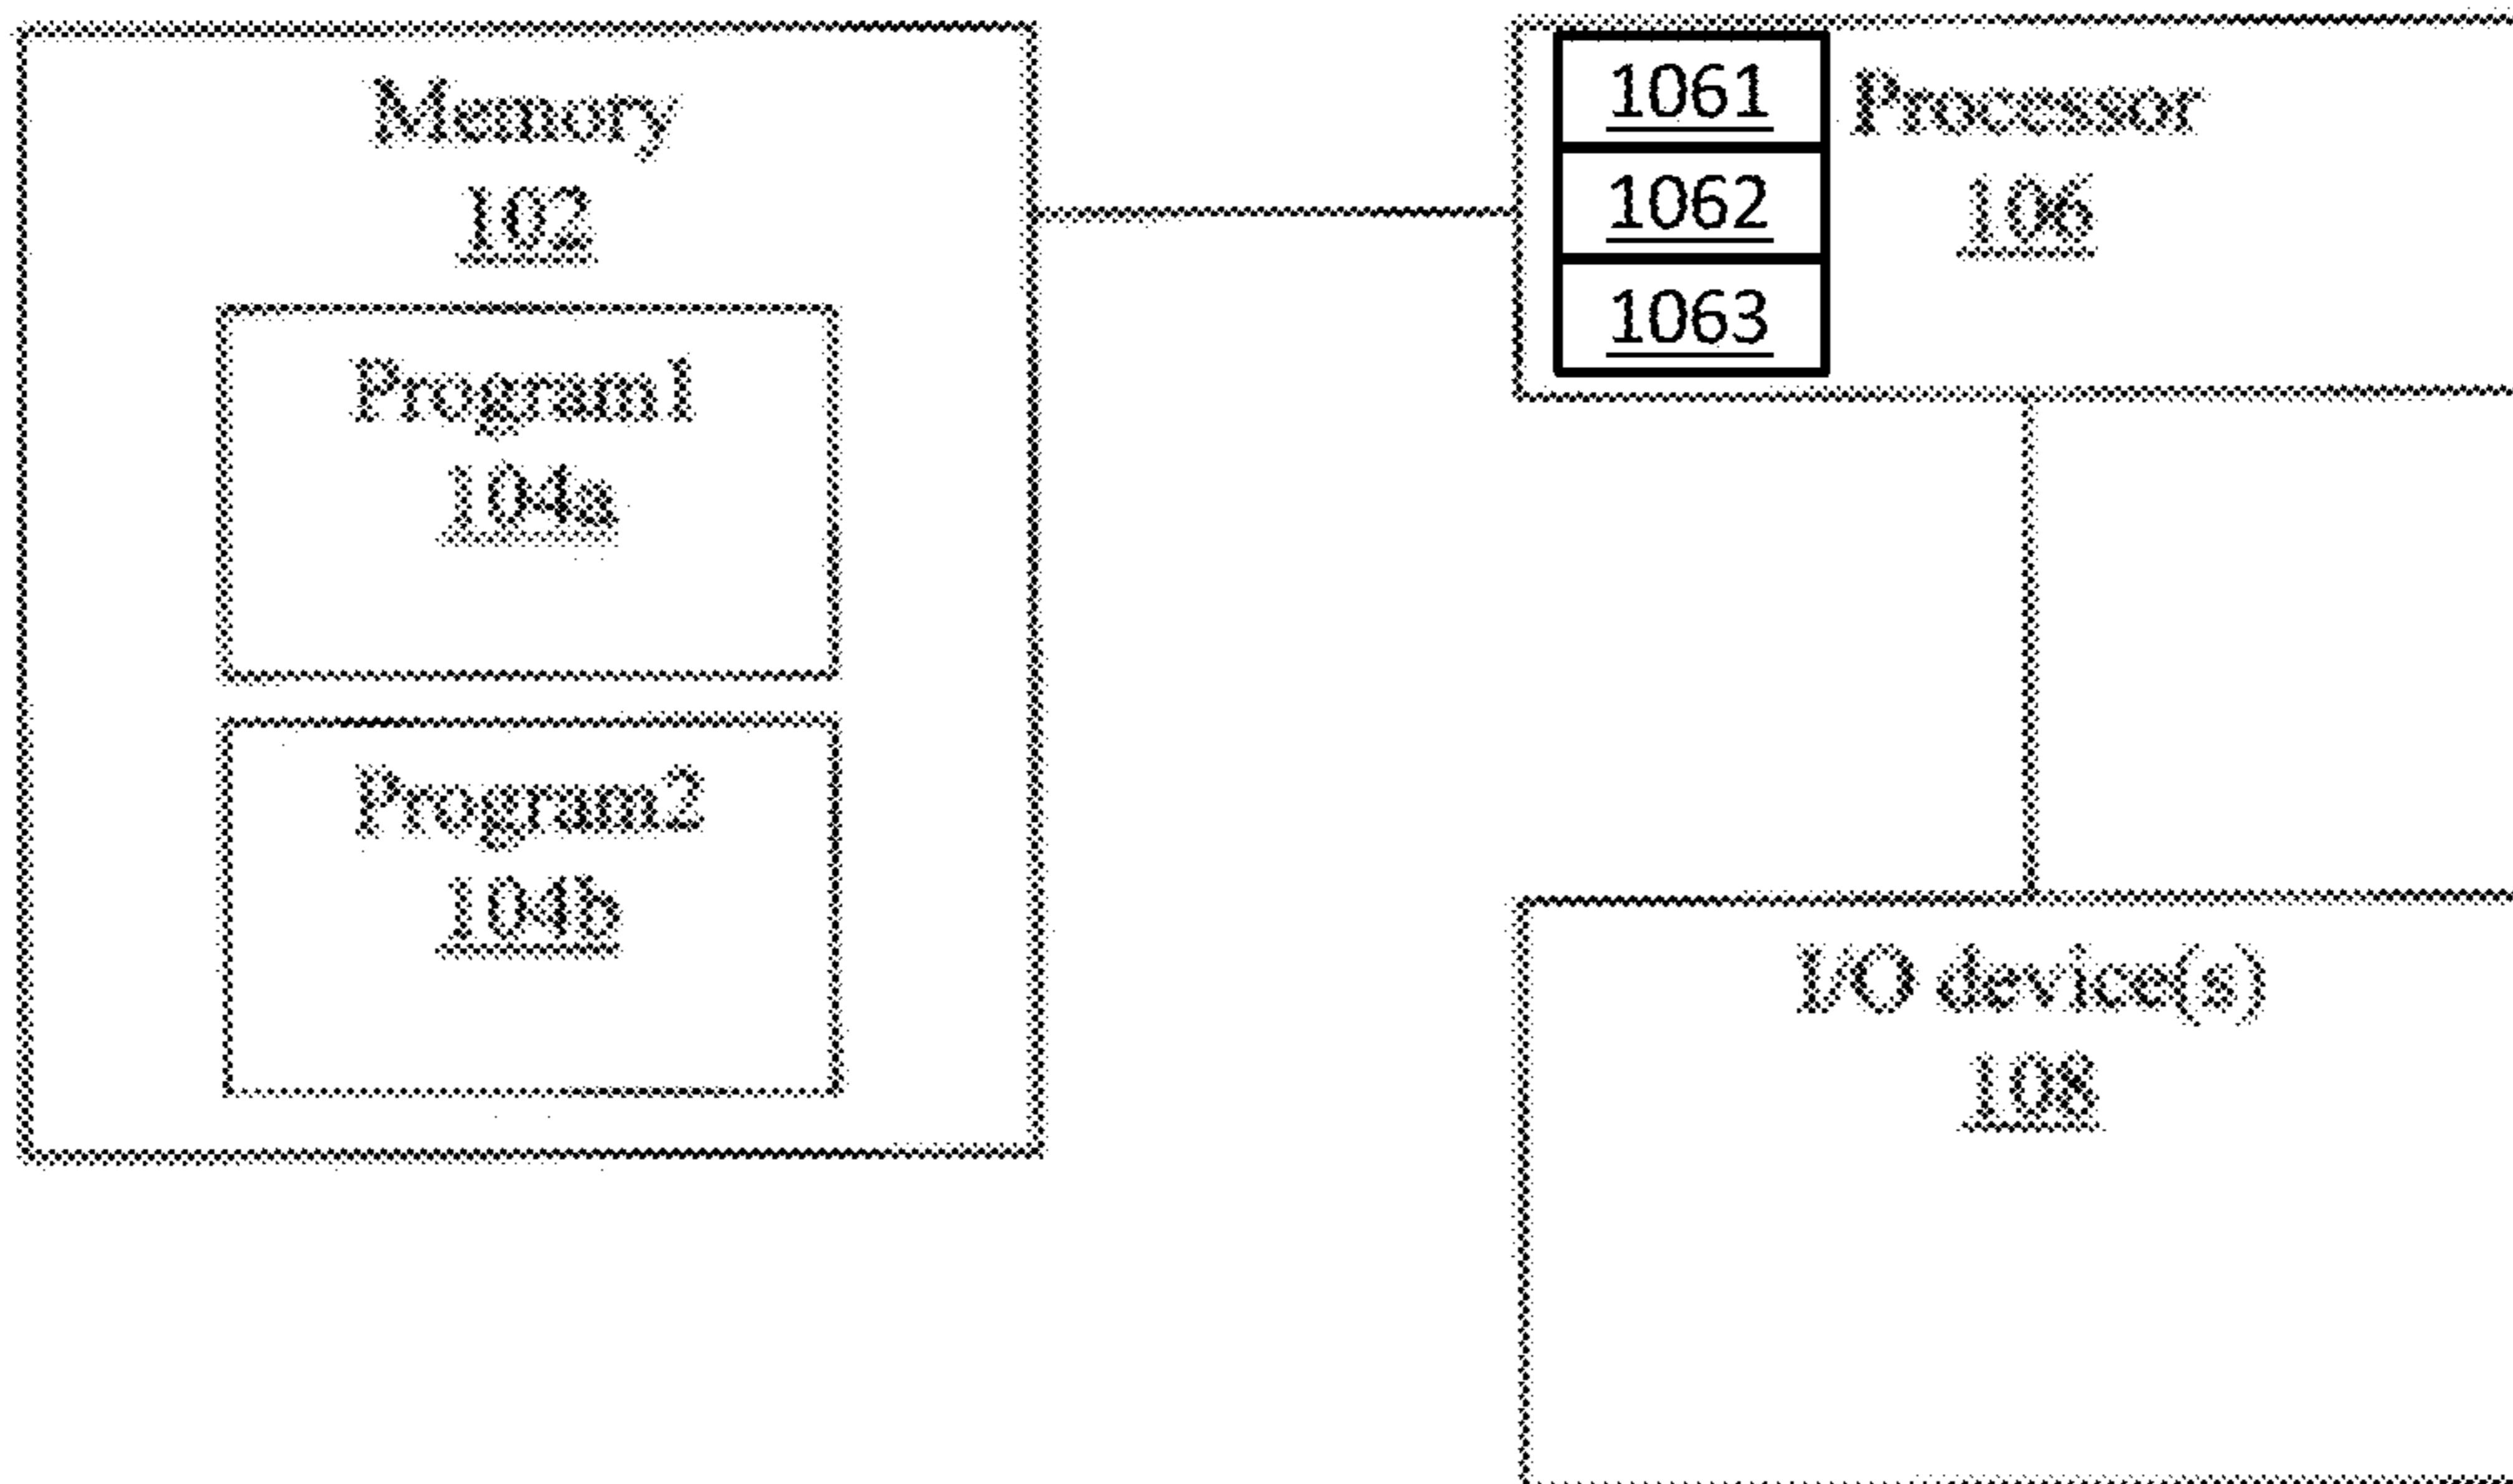 Memory
102
Program1
104a
Program2
104b
1061
1062
1063
Processor
106
I/O device(s)
108